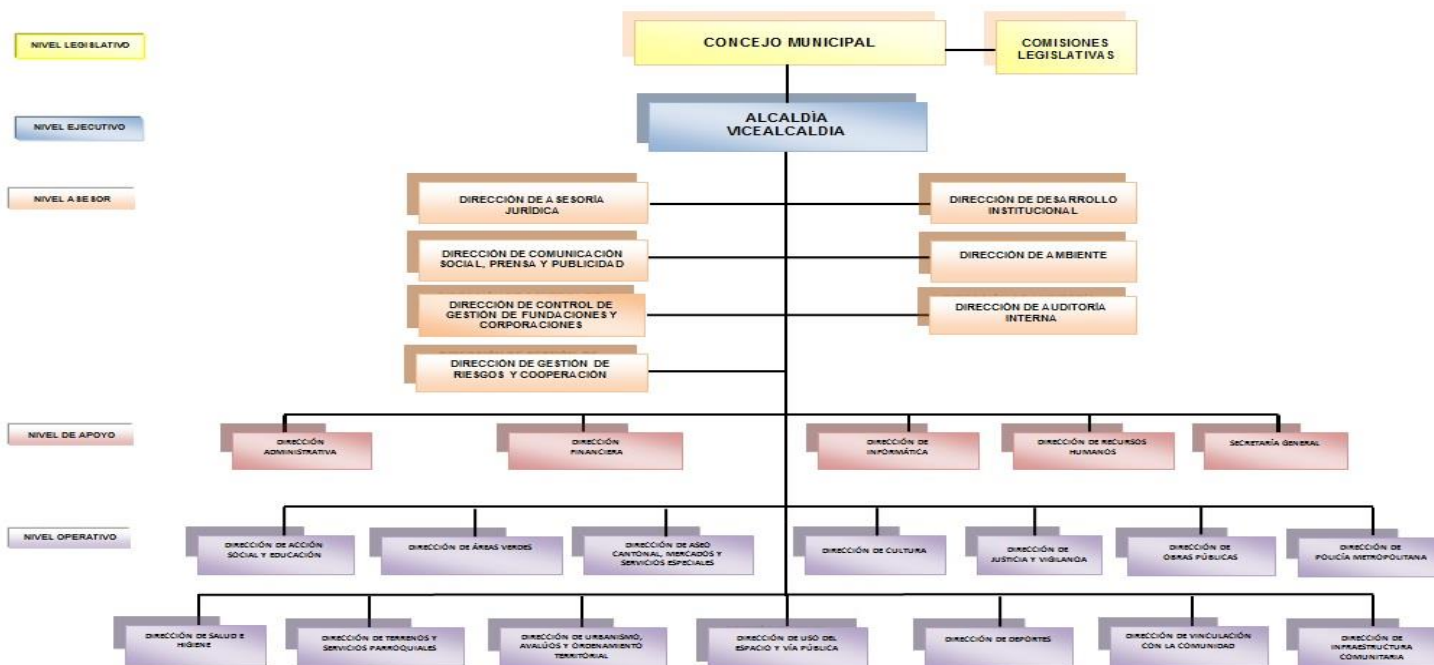 NIVEL LEGISLATIVO
CONCEJO MUNICIPAL
COMISIONES
LEGISLATIVAS
NIVEL EJECUTIVO
ALCALDÌA
VICEALCALDIA
NIVEL ASESOR
DIRECCIÓN DE ASESORÍA
JURÍDICA
DIRECCIÓN DE DESARROLLO
INSTITUCIONAL
DIRECCIÓN DE COMUNICACIÓN
SOCIAL, PRENSA Y PUBLICIDAD
DIRECCIÓN DE AMBIENTE
DIRECCIÓN DE CONTROL DE
GESTIÓN DE FUNDACIONES Y
CORPORACIONES
DIRECCIÓN DE AUDITORÍA
INTERNA
DIRECCIÓN DE GESTIÓN DE
RIESGOS Y COOPERACIÓN
NIVEL DE APOYO
DIRECCIÓN
ADMINISTRATIVA
DIRECCIÓN
FINANCIERA
DIRECCIÓN DE
INFORMÁTICA
DIRECCIÓN DE RECURSOS
HUMANOS
SECRETARÍA GENERAL
NIVEL OPERATIVO
DIRECCIÓN DE ACCIÓN
SOCIAL Y EDUCACIÓN
DIRECCIÓN DE ÁREAS VERDES
DIRECCIÓN DE ASEO
CANTONAL, MERCADOS Y
SERVICIOS ESPECIALES
DIRECCIÓN DE CULTURA
DIRECCIÓN DE
JUSTICIA Y VIGILANCIA
DIRECCIÓN DE
OBRAS PÚBLICAS
DIRECCIÓN DE
POLICÍA METROPOLITANA
DIRECCIÓN DE SALUD E
HIGIENE
DIRECCIÓN DE TERRENOS Y
SERVICIOS PARROQUIALES
DIRECCIÓN DE URBANISMO,
AVALÚOS Y ORDENAMIENTO
TERRITORIAL
DIRECCIÓN DE USO DEL
ESPACIO Y VÍA PÚBLICA
DIRECCIÓN DE DEPORTES
DIRECCIÓN DE VINCULACIÓN
CON LA COMUNIDAD
DIRECCIÓN DE
INFRAESTRUCTURA
COMUNITARIA